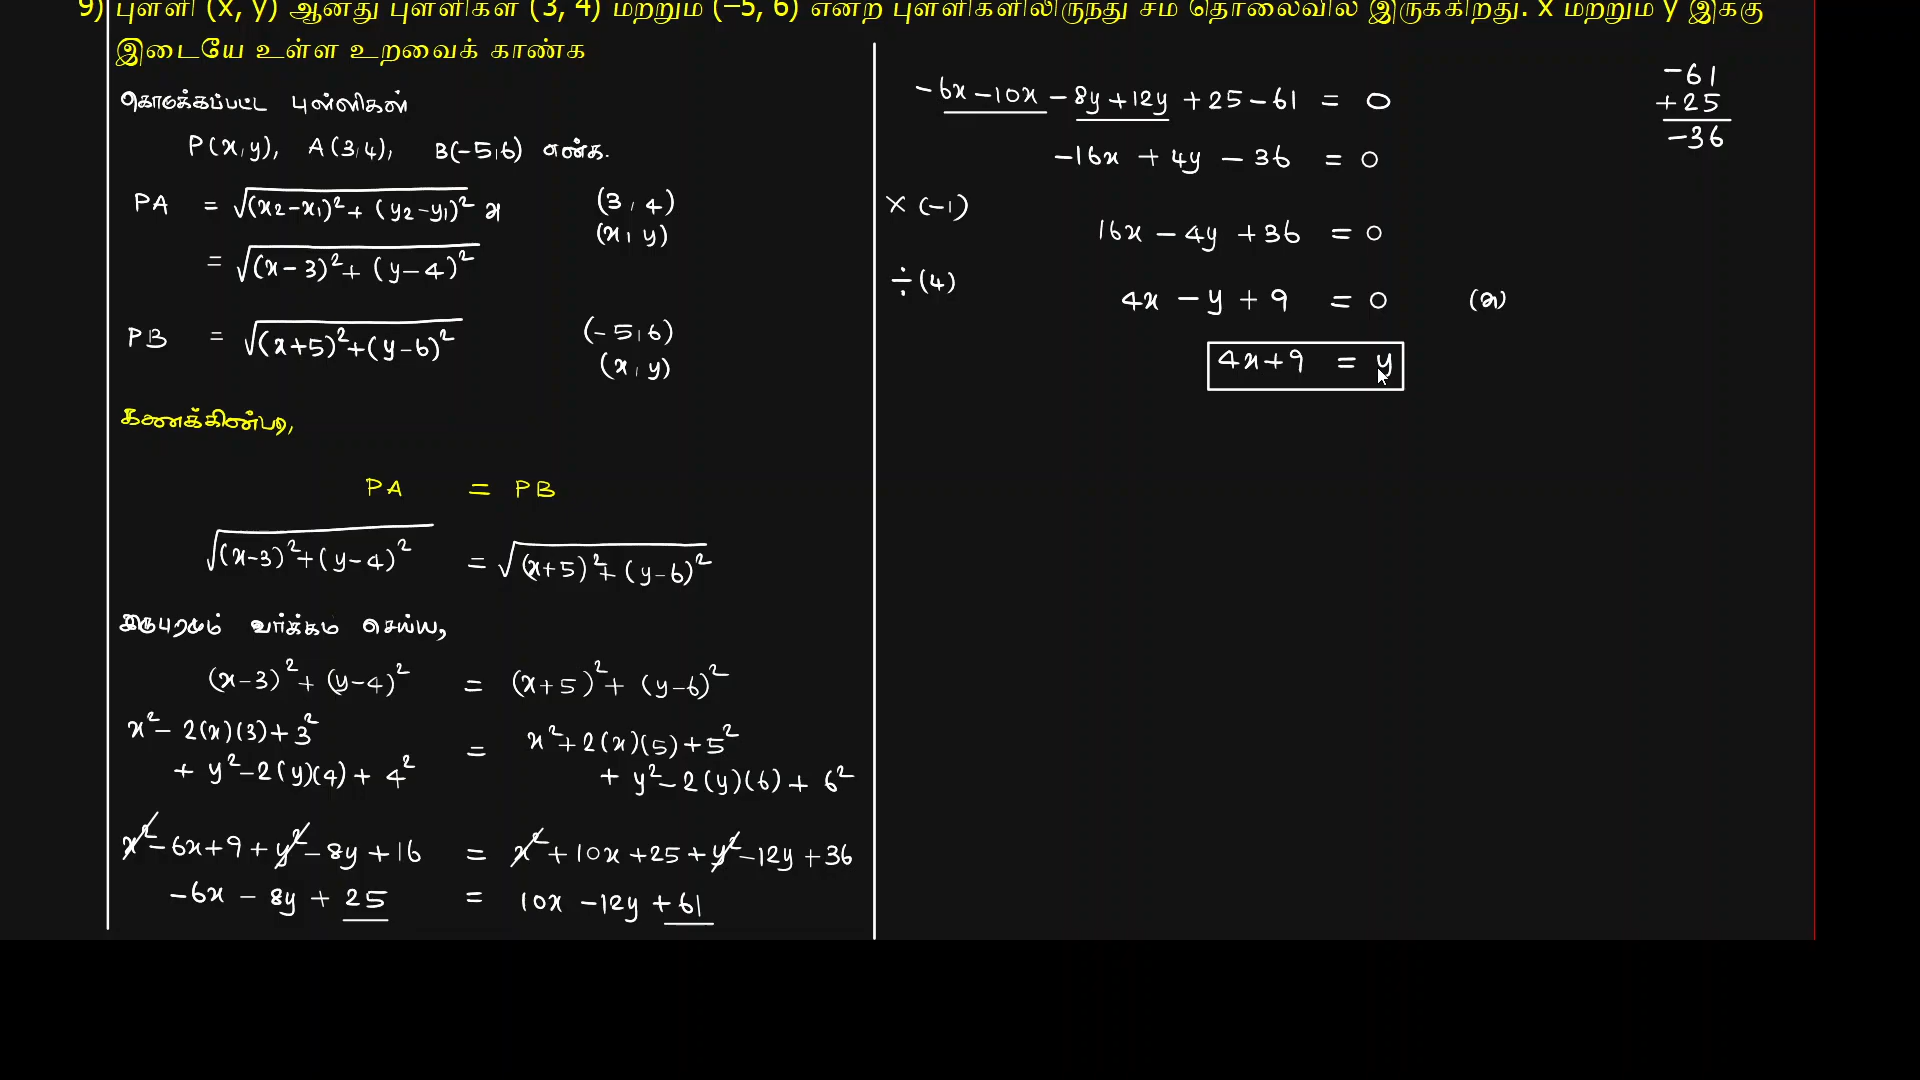 9) புள்ளி (x, y) ஆனது புள்ளிகள் (3, 4) மற்றும் (−5, 6) என்ற புள்ளிகளிலிருந்து சம தொலைவில் இருக்கிறது. x மற்றும் y இக்கு
இடையே உள்ள உறவைக் காண்க
கொடுக்கப்பட்ட புள்ளிகள்
P(x, y), A(3, 4), B(-5, 6) என்க.
PA = √((x₂-x₁)²+(y₂-y₁)²) அ
(3, 4)
(x, y)
= √((x-3)²+(y-4)²)
PB = √((x+5)²+(y-6)²)
(-5, 6)
(x, y)
கணக்கின்படி,
PA = PB
√((x-3)²+(y-4)²) = √((x+5)²+(y-6)²)
இருபுறமும் வர்க்கம் செய்ய,
(x-3)²+(y-4)² = (x+5)²+(y-6)²
x²-2(x)(3)+3² = x²+2(x)(5)+5²
+ y²-2(y)(4)+4² + y²-2(y)(6)+6²
x²-6x+9+y²-8y+16 = x²+10x+25+y²-12y+36
-6x-8y+25 = 10x-12y+61
-6x-10x-8y+12y+25-61 = 0
-16x+4y-36 = 0
×(-1)
16x-4y+36 = 0
÷(4)
4x-y+9 = 0 (அ)
4x+9 = y
-61
+25
-36